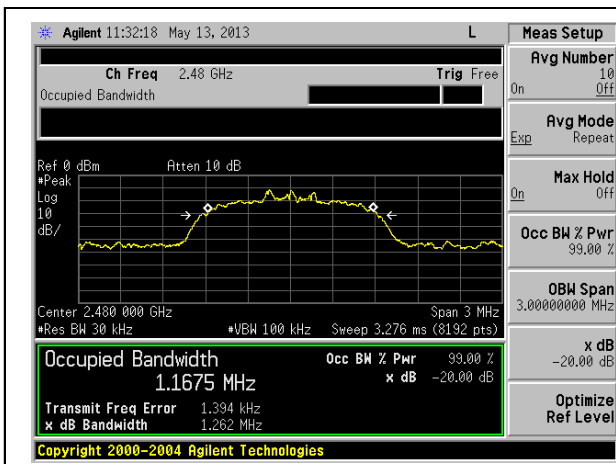 Agilent 11:32:18 May 13, 2013 L
Meas Setup
Ch Freq 2.48 GHz Trig Free
Occupied Bandwidth
Avg Number
10
On Off
Avg Mode
Exp Repeat
Max Hold
On Off
Occ BW % Pwr
99.00 %
OBW Span
3.00000000 MHz
x dB
-20.00 dB
Optimize
Ref Level
Ref 0 dBm Atten 10 dB
#Peak
Log
10
dB/
Center 2.480 000 GHz Span 3 MHz
#Res BW 30 kHz #VBW 100 kHz Sweep 3.276 ms (8192 pts)
Occupied Bandwidth Occ BW % Pwr 99.00 %
1.1675 MHz x dB -20.00 dB
Transmit Freq Error 1.394 kHz
x dB Bandwidth 1.262 MHz
Copyright 2000-2004 Agilent Technologies